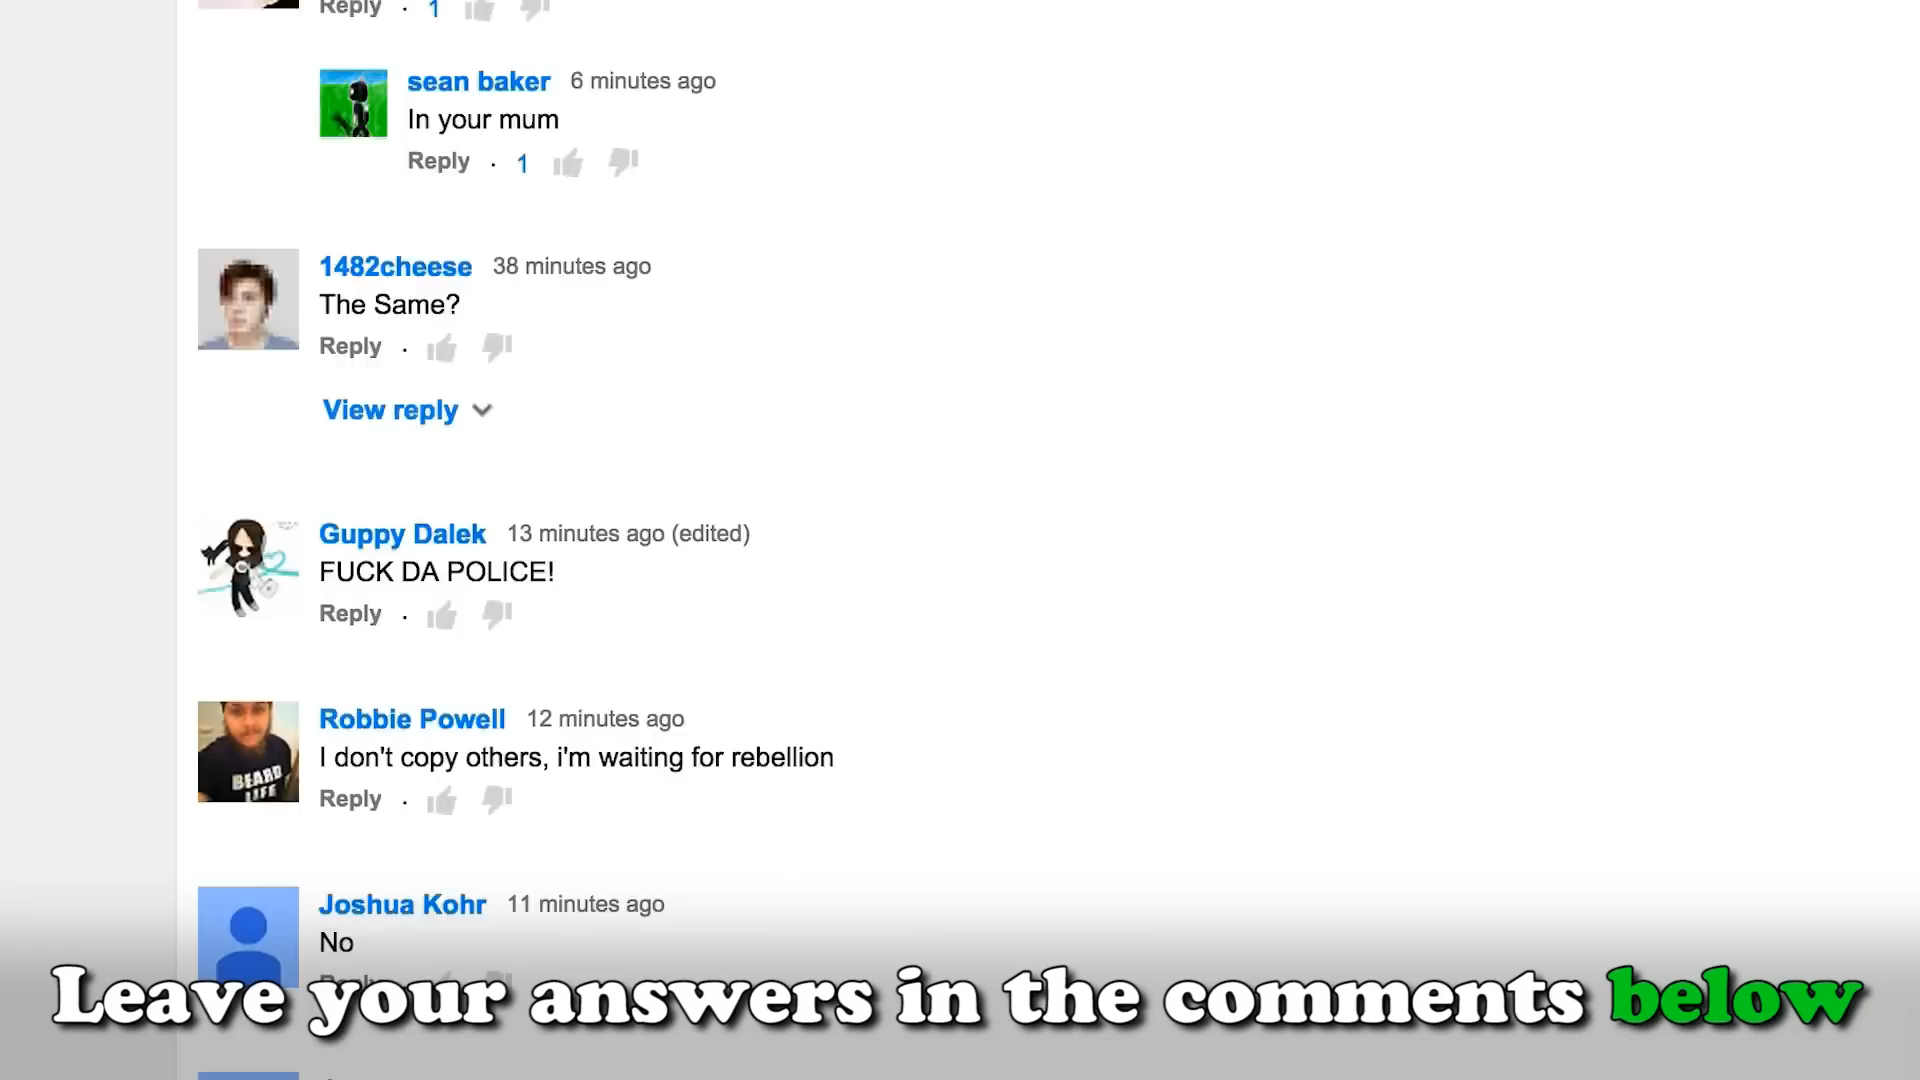 Reply . 1
sean baker 6 minutes ago
In your mum
Reply . 1
1482cheese 38 minutes ago
The Same?
Reply .
View reply
Guppy Dalek 13 minutes ago (edited)
FUCK DA POLICE!
Reply .
Robbie Powell 12 minutes ago
BEARD
LIFE
I don't copy others, i'm waiting for rebellion
Reply .
Joshua Kohr 11 minutes ago
No
Reply
Leave your answers in the comments below